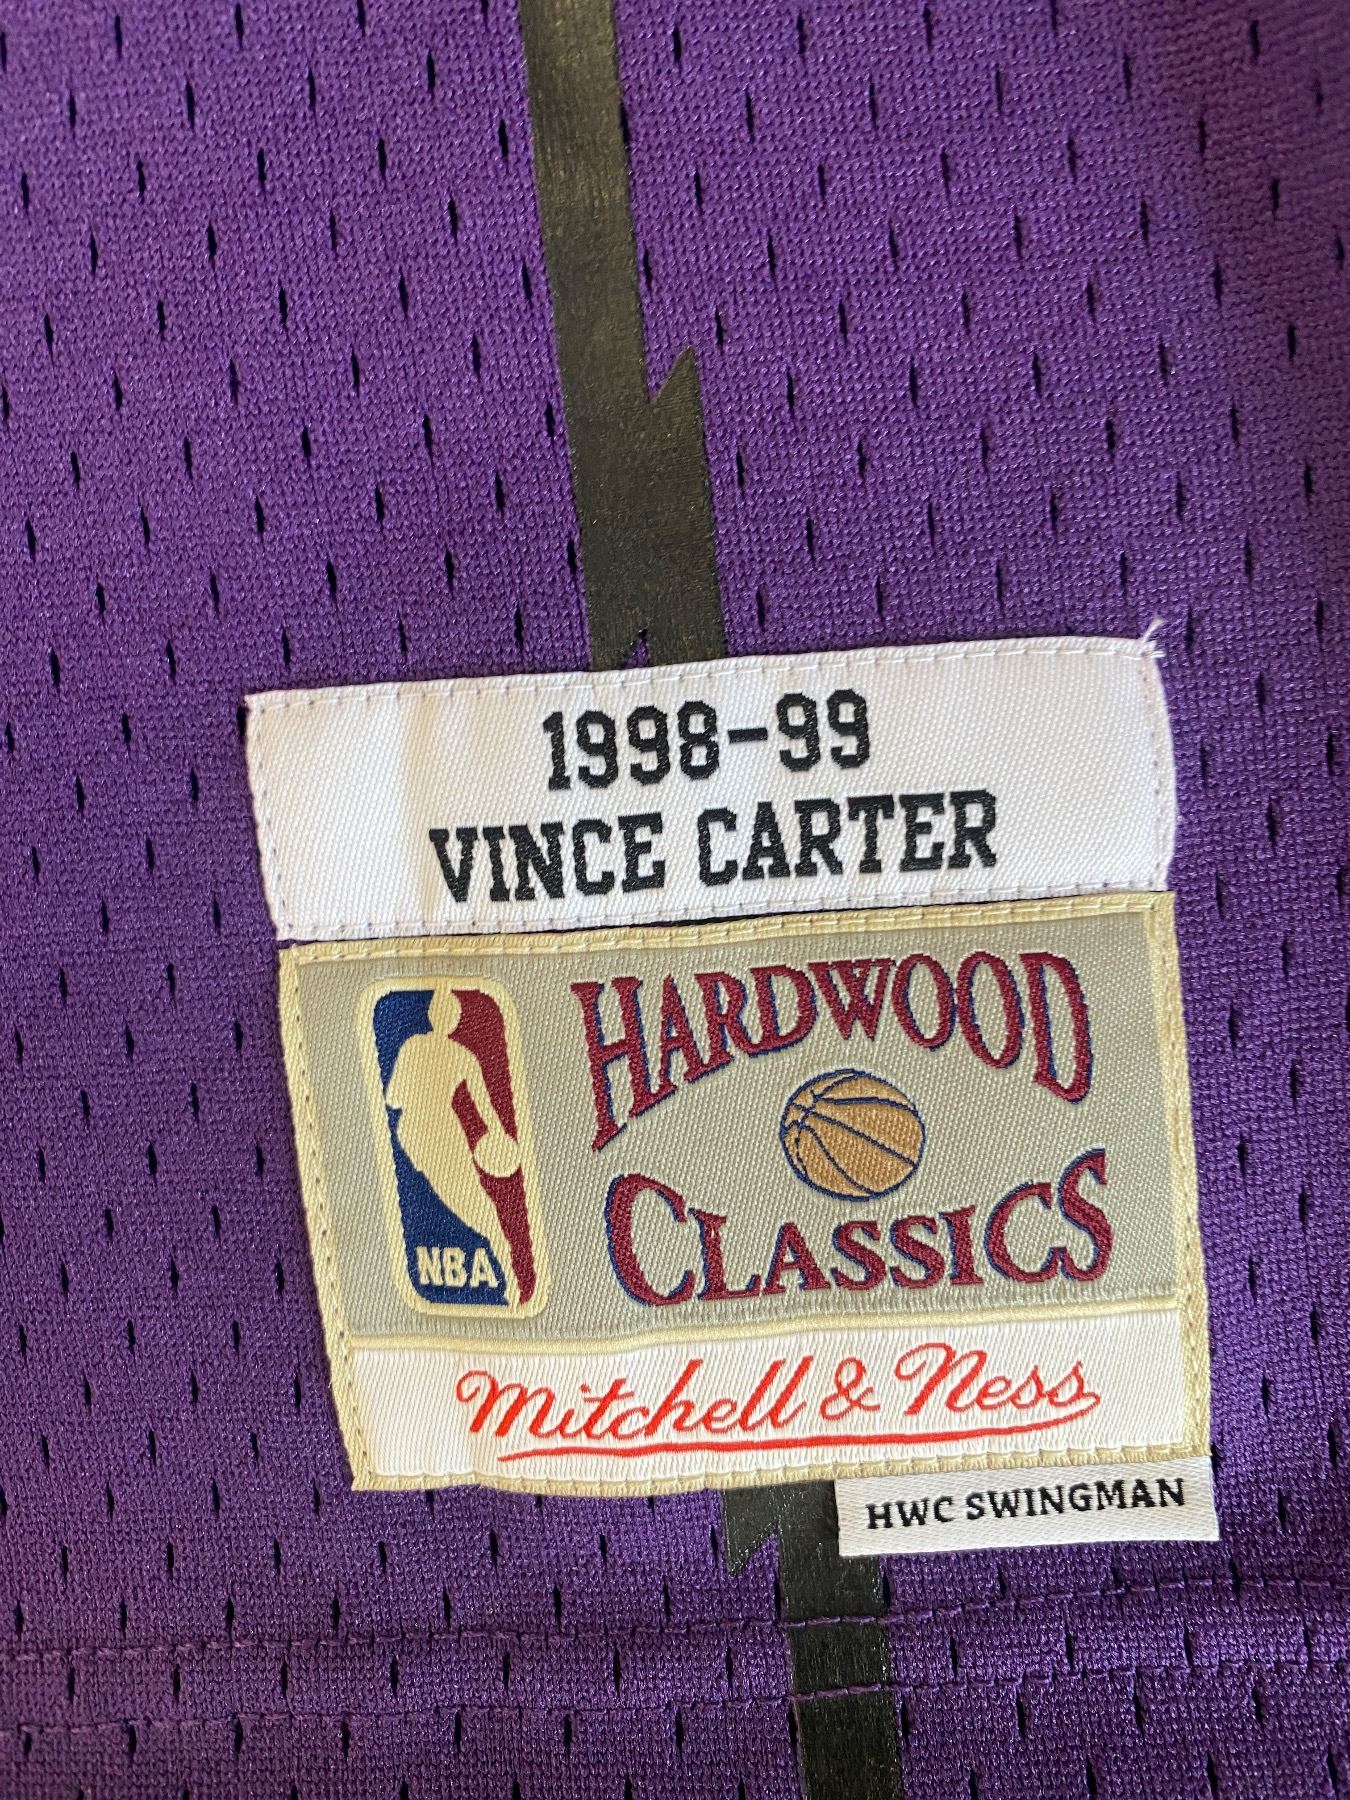 1998-99
VINCE CARTER
HARDWOOD
CLASSICS
NBA
Mitchell & Ness
HWC SWINGMAN